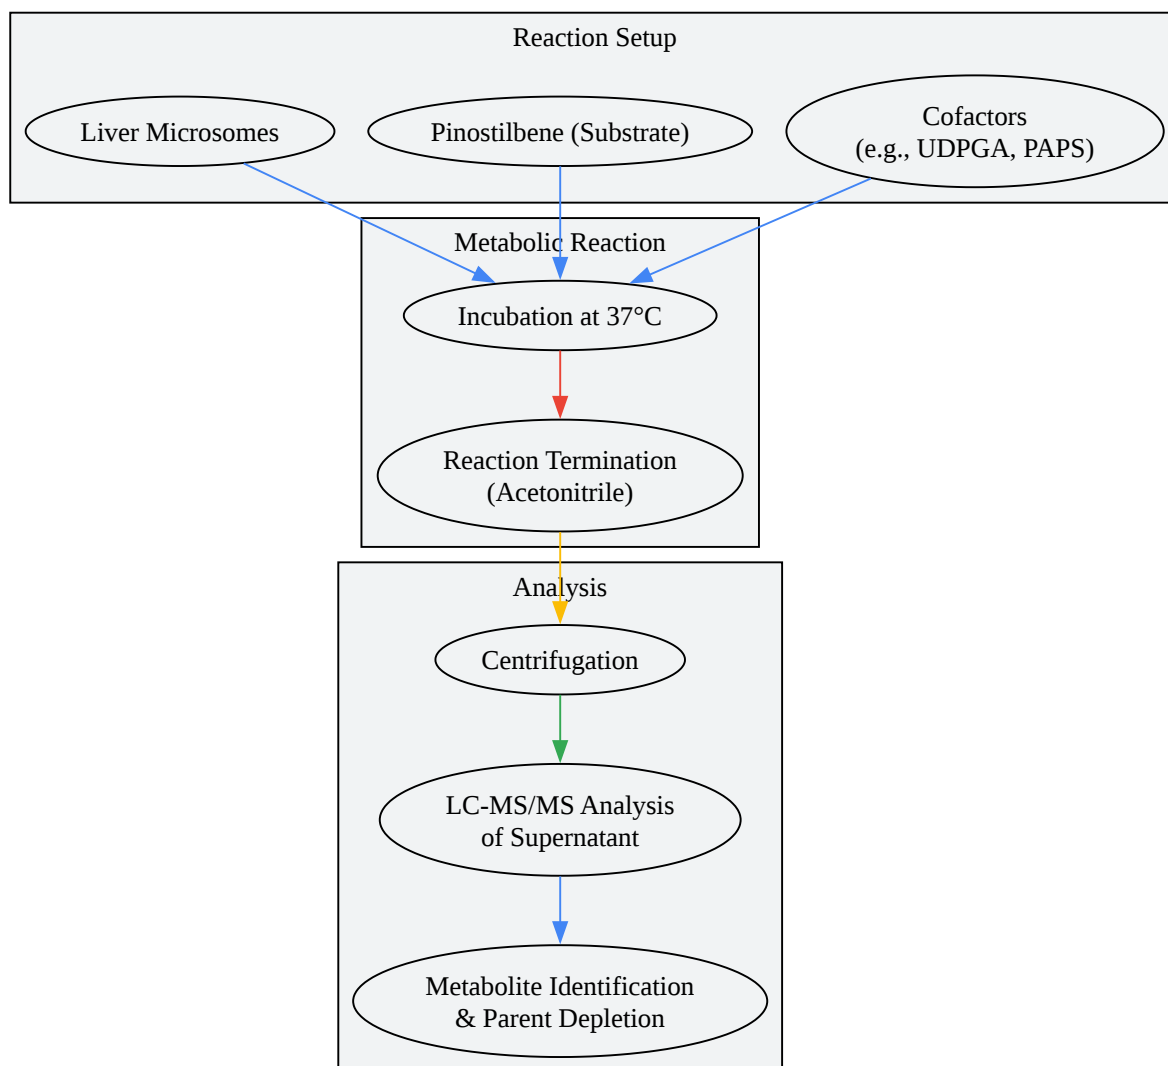 Reaction Setup
Liver Microsomes
Pinostilbene (Substrate)
Cofactors
(e.g., UDPGA, PAPS)
Metabolic Reaction
Incubation at 37°C
Reaction Termination
(Acetonitrile)
Analysis
Centrifugation
LC-MS/MS Analysis
of Supernatant
Metabolite Identification
& Parent Depletion